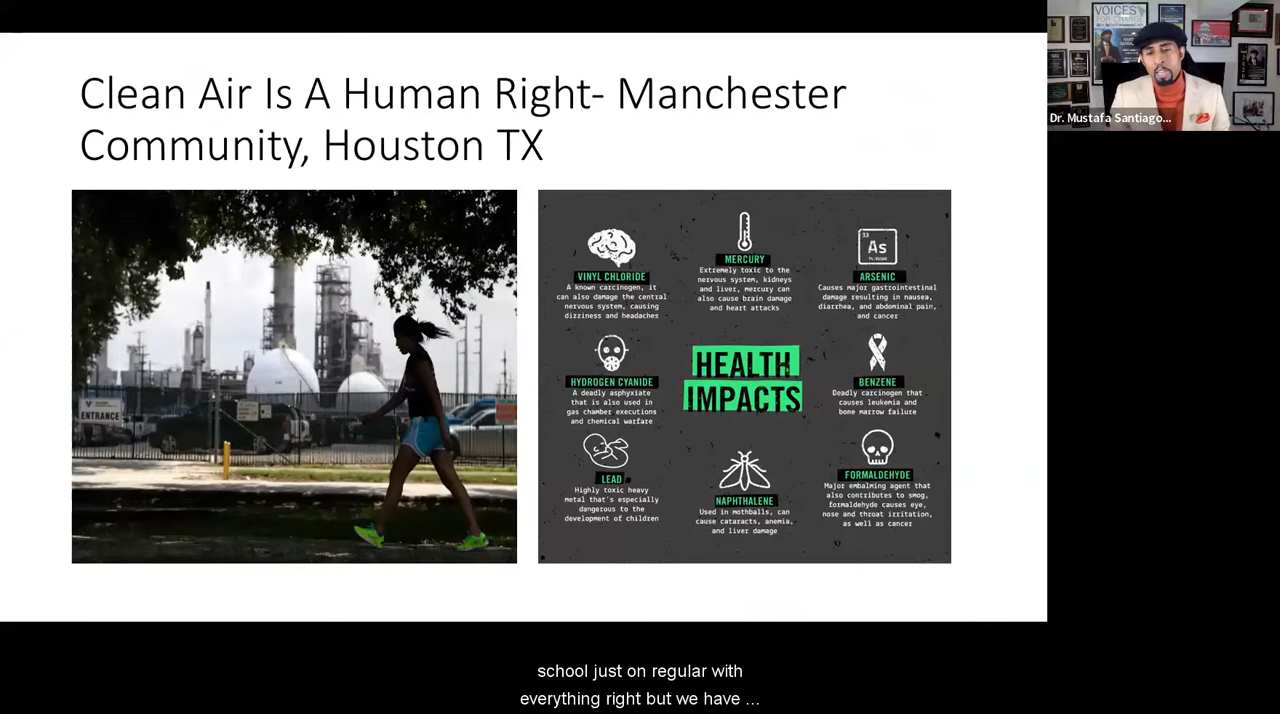 Clean Air Is A Human Right- Manchester
Community, Houston TX
ENTRANCE
VINYL CHLORIDE
A known carcinogen, it
can also damage the central
nervous system, causing
dizziness and headaches
MERCURY
Extremely toxic to the
nervous system, kidneys
and liver, mercury can
also cause brain damage
and heart attacks
33
As
ARSENIC
Causes major gastrointestinal
damage resulting in nausea,
diarrhea, and abdominal pain,
and cancer
HYDROGEN CYANIDE
A deadly asphyxiate
that is also used in
gas chamber executions
and chemical warfare
HEALTH
IMPACTS
BENZENE
Deadly carcinogen that
causes leukemia and
bone marrow failure
LEAD
Highly toxic heavy
metal that's especially
dangerous to the
development of children
NAPHTHALENE
Used in mothballs, can
cause cataracts, anemia,
and liver damage
FORMALDEHYDE
Major embalming agent that
also contributes to smog,
formaldehyde causes eye,
nose and throat irritation,
as well as cancer
VOICES
FOR CHANGE
Dr. Mustafa Santiago...
school just on regular with
everything right but we have ...